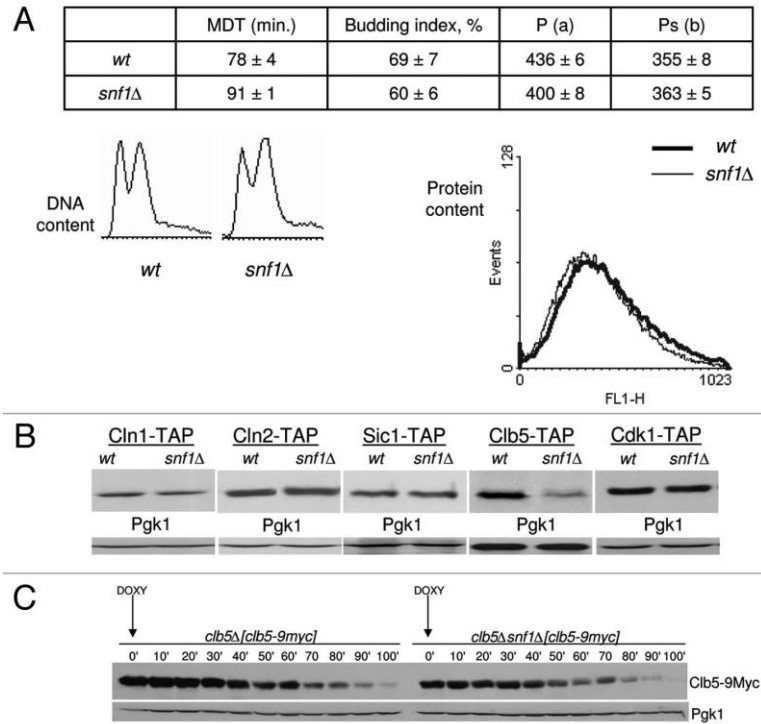 A
MDT (min.) Budding index, % P (a) Ps (b)
wt 78 ± 4 69 ± 7 436 ± 6 355 ± 8
snf1Δ 91 ± 1 60 ± 6 400 ± 8 363 ± 5
DNA content
wt snf1Δ
Protein content
wt
snf1Δ
128
Events
0
0 1023
FL1-H
B
Cln1-TAP Cln2-TAP Sic1-TAP Clb5-TAP Cdk1-TAP
wt snf1Δ wt snf1Δ wt snf1Δ wt snf1Δ wt snf1Δ
Pgk1 Pgk1 Pgk1 Pgk1 Pgk1
C
DOXY DOXY
clb5Δ[clb5-9myc] clb5Δsnf1Δ[clb5-9myc]
0' 10' 20' 30' 40' 50' 60' 70 80' 90' 100' 0' 10' 20' 30' 40' 50' 60' 70 80' 90' 100'
Clb5-9Myc
Pgk1